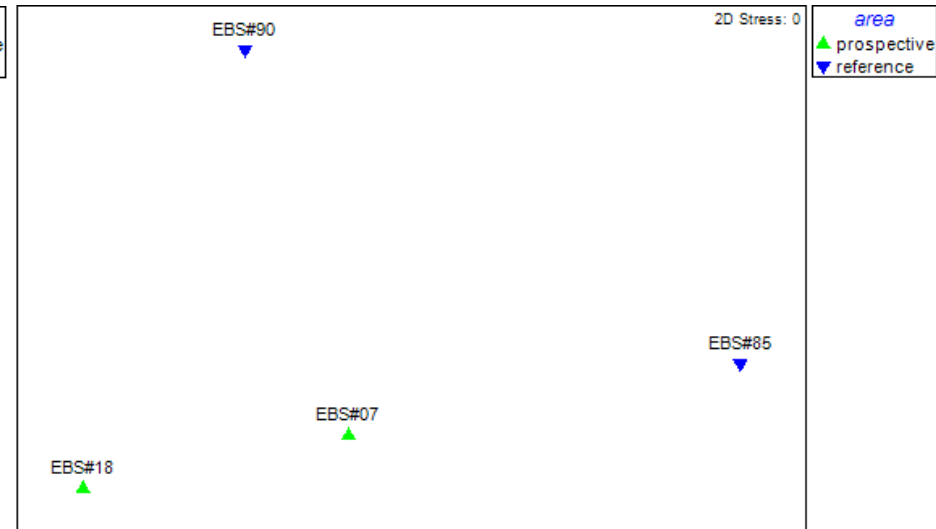 EBS#90
2D Stress: 0
area
prospective
reference
EBS#85
EBS#07
EBS#18